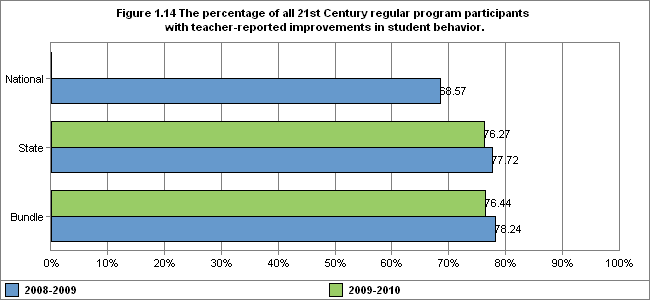 Figure 1.14 The percentage of all 21st Century regular program participants
with teacher-reported improvements in student behavior.
National
68.57
State
76.27
77.72
Bundle
76.44
78.24
0% 10% 20% 30% 40% 50% 60% 70% 80% 90% 100%
2008-2009 2009-2010